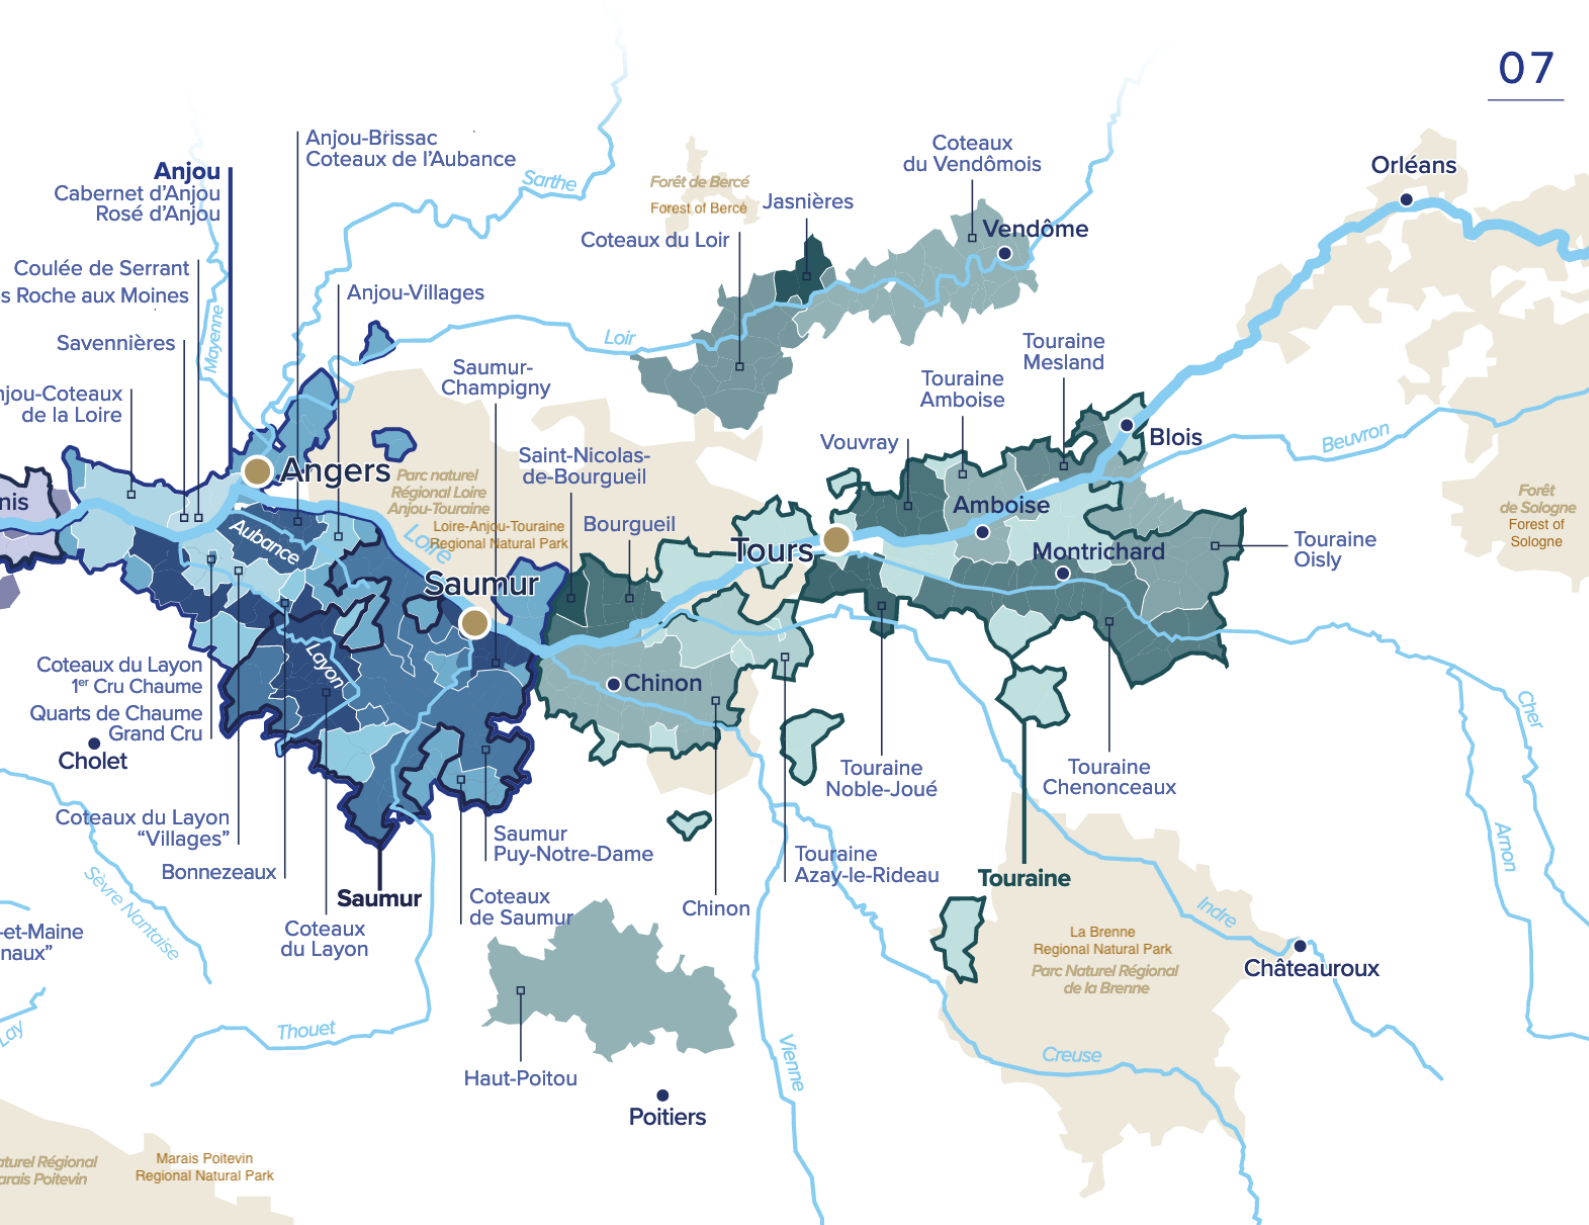 07
Anjou-Brissac
Coteaux de l'Aubance
Anjou
Cabernet d'Anjou
Rosé d'Anjou
Sarthe
Forêt de Bercé
Forest of Bercé
Jasnières
Coteaux
du Vendômois
Orléans
Coteaux du Loir
Vendôme
Coulée de Serrant
s Roche aux Moines
Anjou-Villages
Mayenne
Savennières
Loir
Saumur-
Champigny
Touraine
Mesland
Touraine
Amboise
njou-Coteaux
de la Loire
Vouvray
Blois
Beuvron
Saint-Nicolas-
de-Bourgueil
Angers
Parc naturel
Régional Loire
Anjou-Touraine
Loire-Anjou-Touraine
Regional Natural Park
nis
Amboise
Forêt
de Sologne
Forest of
Sologne
Bourgueil
Aubance
Loire
Tours
Montrichard
Touraine
Oisly
Saumur
Layon
Coteaux du Layon
1er Cru Chaume
Quarts de Chaume
Grand Cru
Chinon
Cholet
Cher
Touraine
Noble-Joué
Touraine
Chenonceaux
Coteaux du Layon
“Villages”
Saumur
Puy-Notre-Dame
Arnon
Bonnezeaux
Touraine
Azay-le-Rideau
Touraine
Saumur
Coteaux
de Saumur
Chinon
Sèvre Nantaise
Indre
-et-Maine
naux”
Coteaux
du Layon
La Brenne
Regional Natural Park
Parc Naturel Régional
de la Brenne
Châteauroux
Lay
Thouet
Vienne
Creuse
Haut-Poitou
Poitiers
aturel Régional
arais Poitevin
Marais Poitevin
Regional Natural Park